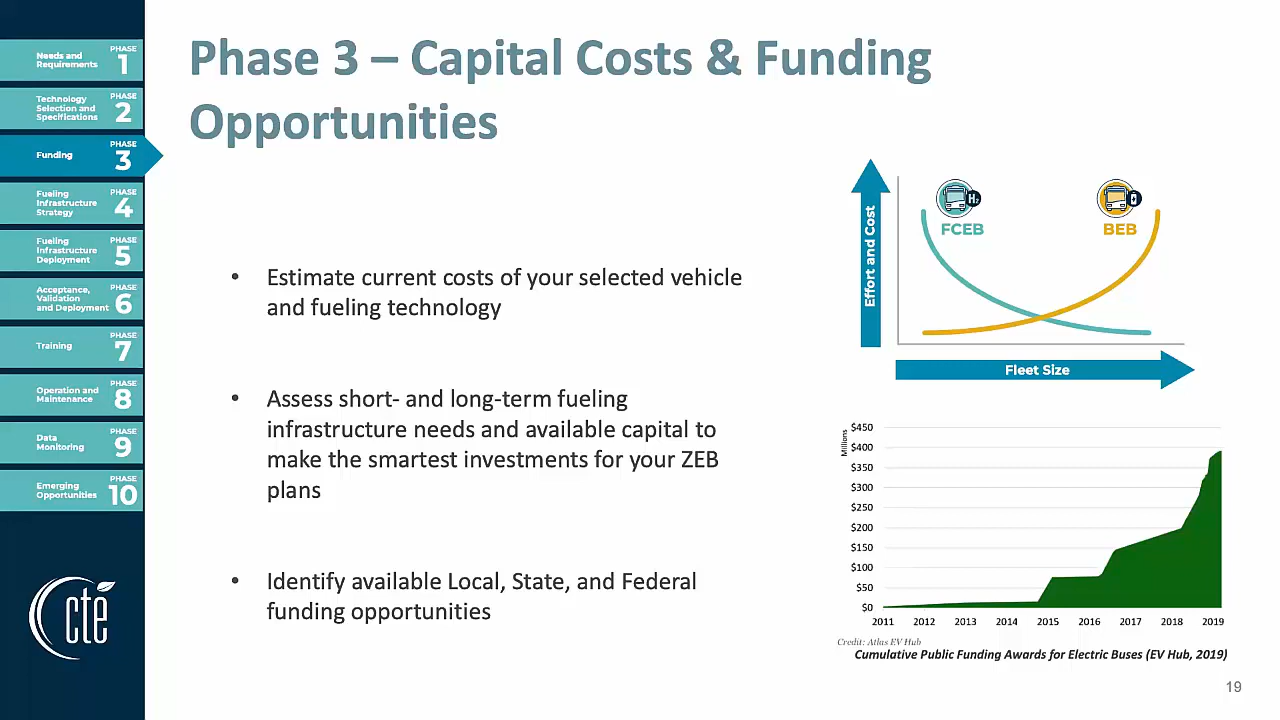 Needs and
Requirements
PHASE
1
Technology
Selection and
Specifications
PHASE
2
Funding
PHASE
3
Fueling
Infrastructure
Strategy
PHASE
4
Fueling
Infrastructure
Deployment
PHASE
5
Acceptance,
Validation
and Deployment
PHASE
6
Training
PHASE
7
Operation and
Maintenance
PHASE
8
Data
Monitoring
PHASE
9
Emerging
Opportunities
PHASE
10
cte
Phase 3 – Capital Costs & Funding
Opportunities
• Estimate current costs of your selected vehicle
and fueling technology
• Assess short- and long-term fueling
infrastructure needs and available capital to
make the smartest investments for your ZEB
plans
• Identify available Local, State, and Federal
funding opportunities
Effort and Cost
H2
FCEB
BEB
Fleet Size
Millions
$450
$400
$350
$300
$250
$200
$150
$100
$50
$0
2011 2012 2013 2014 2015 2016 2017 2018 2019
Credit: Atlas EV Hub
Cumulative Public Funding Awards for Electric Buses (EV Hub, 2019)
19